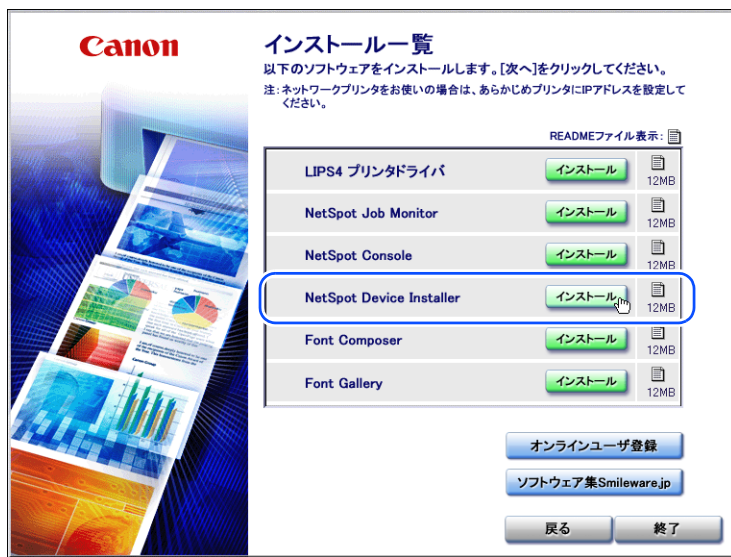 Canon
インストール一覧
以下のソフトウェアをインストールします。[次へ]をクリックしてください。
注:ネットワークプリンタをお使いの場合は、あらかじめプリンタにIPアドレスを設定して
ください。
READMEファイル表示:
LIPS4 プリンタドライバ インストール 12MB
NetSpot Job Monitor インストール 12MB
NetSpot Console インストール 12MB
NetSpot Device Installer インストール 12MB
Font Composer インストール 12MB
Font Gallery インストール 12MB
オンラインユーザ登録
ソフトウェア集Smileware.jp
戻る 終了